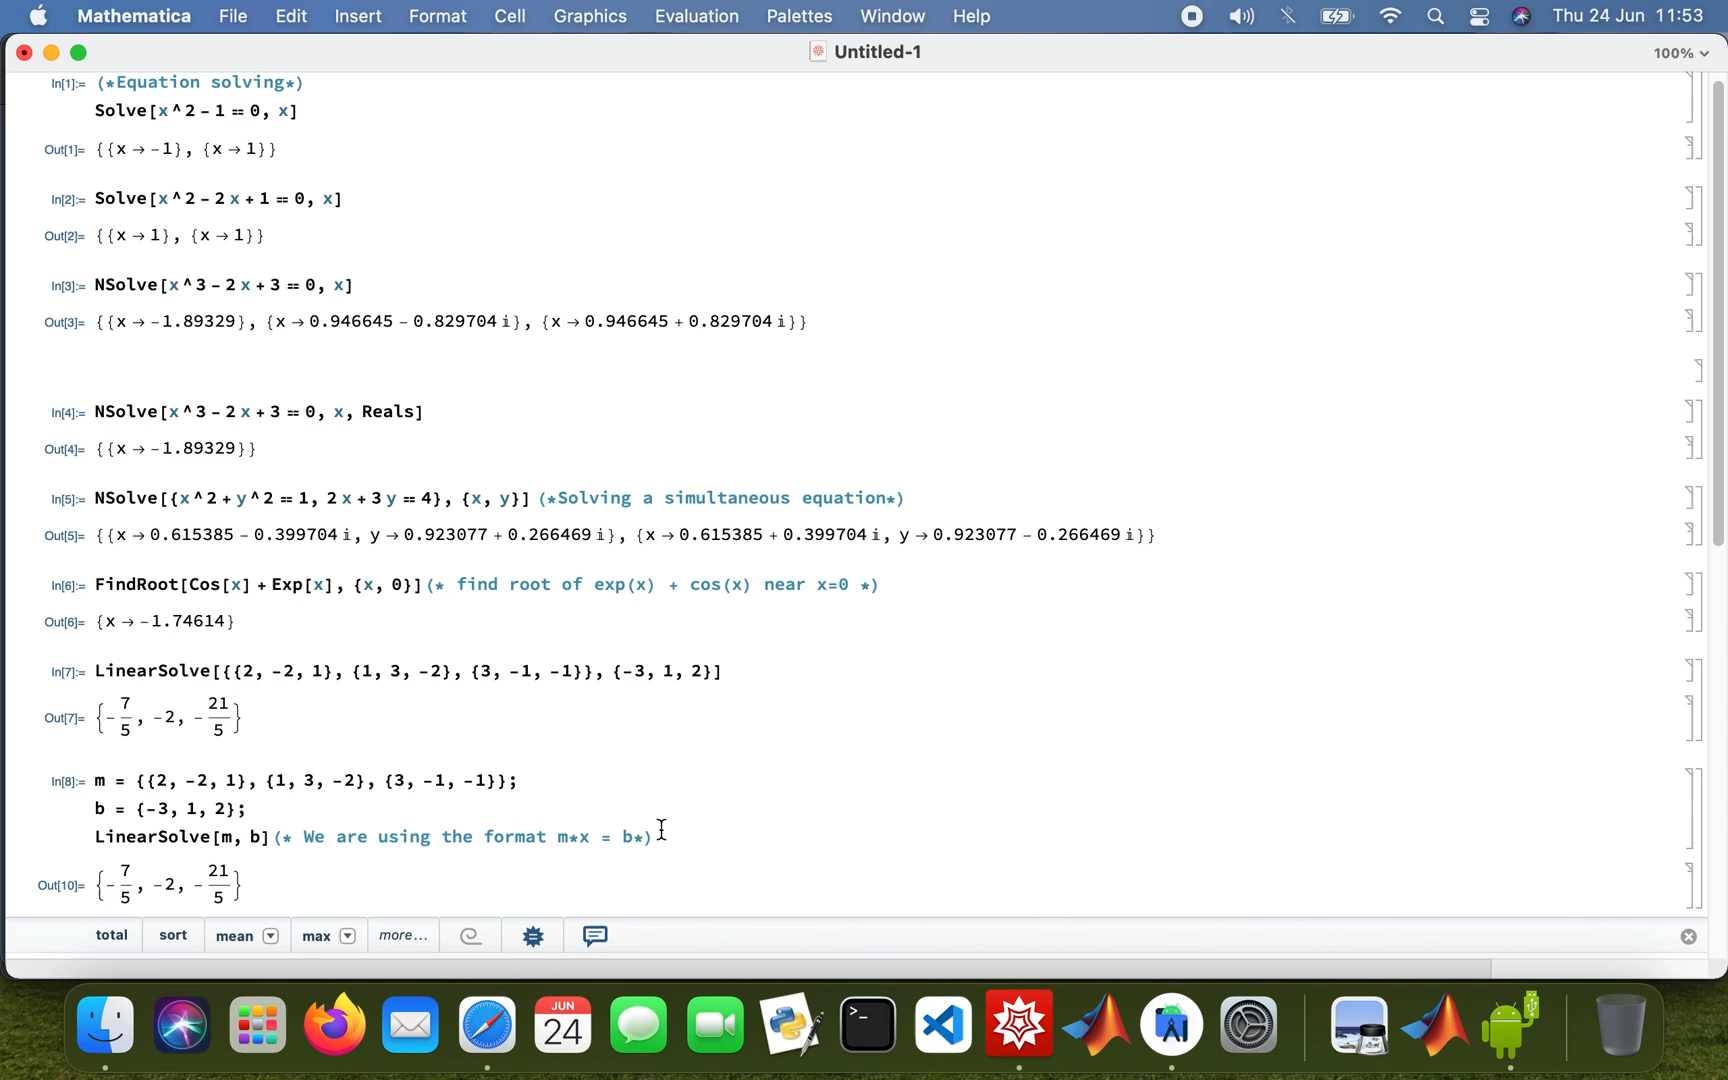 Mathematica File Edit Insert Format Cell Graphics Evaluation Palettes Window Help Thu 24 Jun 11:53
Untitled-1 100%
In[1]:= (*Equation solving*)
Solve[x^2-1==0, x]
Out[1]= {{x→-1}, {x→1}}
In[2]:= Solve[x^2-2x+1==0, x]
Out[2]= {{x→1}, {x→1}}
In[3]:= NSolve[x^3-2x+3==0, x]
Out[3]= {{x→-1.89329}, {x→0.946645-0.829704 i}, {x→0.946645+0.829704 i}}
In[4]:= NSolve[x^3-2x+3==0, x, Reals]
Out[4]= {{x→-1.89329}}
In[5]:= NSolve[{x^2+y^2==1, 2x+3y==4}, {x, y}] (*Solving a simultaneous equation*)
Out[5]= {{x→0.615385-0.399704 i, y→0.923077+0.266469 i}, {x→0.615385+0.399704 i, y→0.923077-0.266469 i}}
In[6]:= FindRoot[Cos[x]+Exp[x], {x, 0}](* find root of exp(x) + cos(x) near x=0 *)
Out[6]= {x→-1.74614}
In[7]:= LinearSolve[{{2, -2, 1}, {1, 3, -2}, {3, -1, -1}}, {-3, 1, 2}]
Out[7]= {-7/5, -2, -21/5}
In[8]:= m = {{2, -2, 1}, {1, 3, -2}, {3, -1, -1}};
b = {-3, 1, 2};
LinearSolve[m, b](* We are using the format m*x = b*)
Out[10]= {-7/5, -2, -21/5}
total sort mean max more...
JUN
24
>_